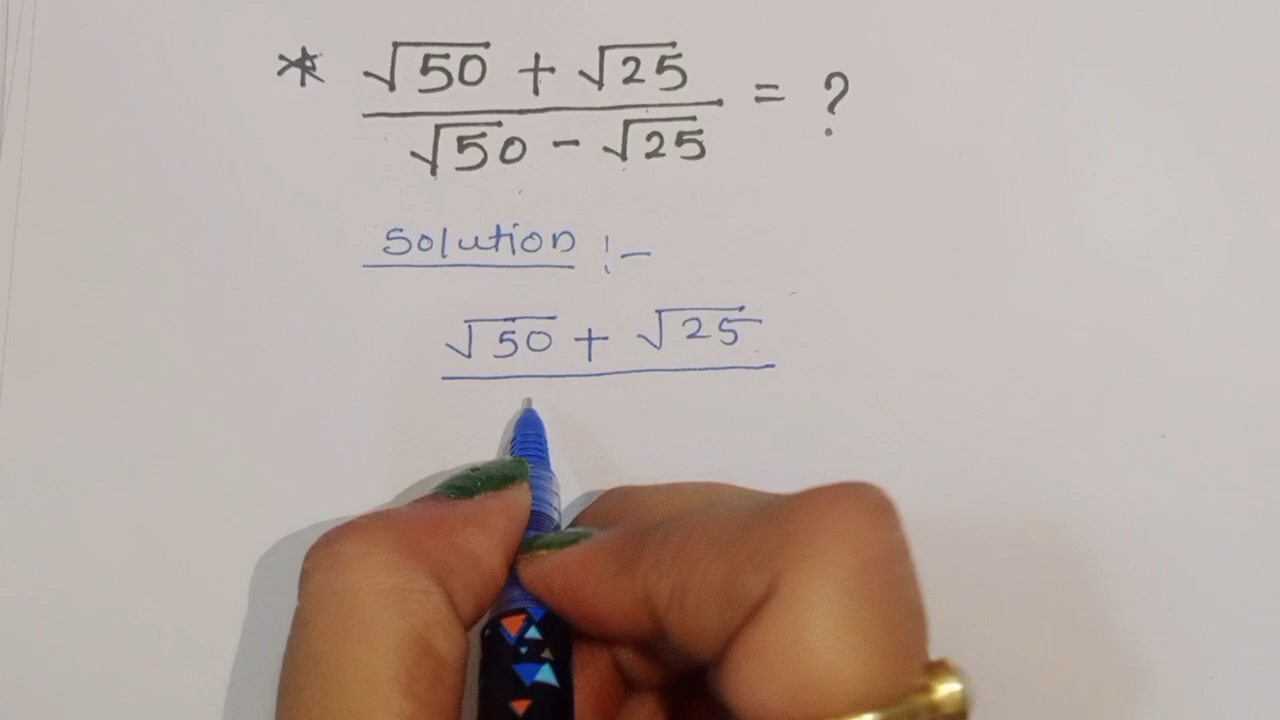 * (√50 + √25) / (√50 - √25) = ?
Solution :-
√50 + √25